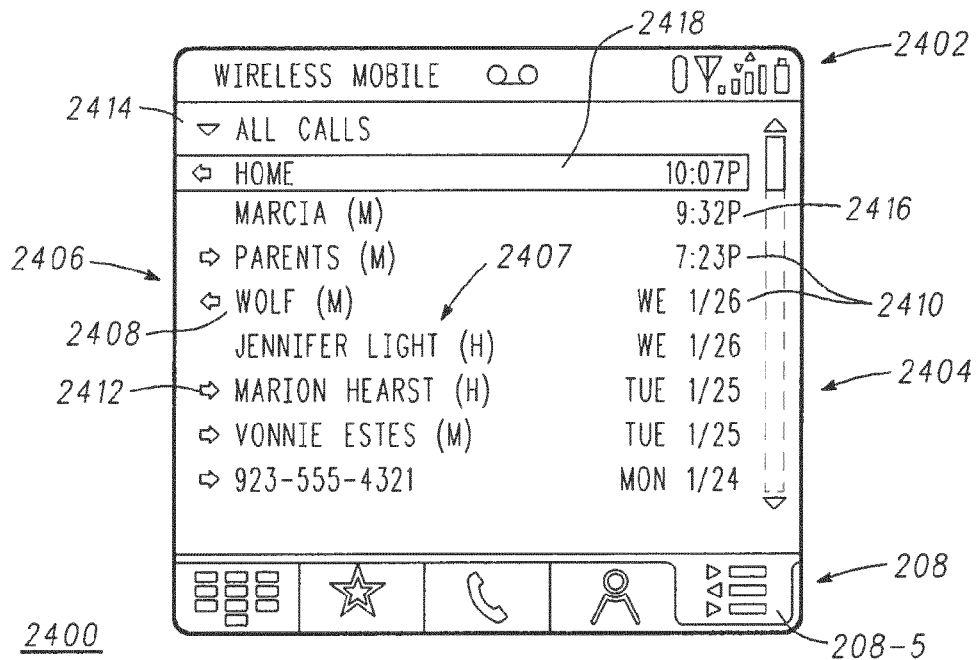 2418
2402
WIRELESS MOBILE
2414
ALL CALLS
HOME 10:07P
MARCIA (M) 9:32P 2416
2406
PARENTS (M) 2407 7:23P
WOLF (M) WE 1/26 2410
2408
JENNIFER LIGHT (H) WE 1/26
2404
2412 MARION HEARST (H) TUE 1/25
VONNIE ESTES (M) TUE 1/25
923-555-4321 MON 1/24
208
2400
208-5